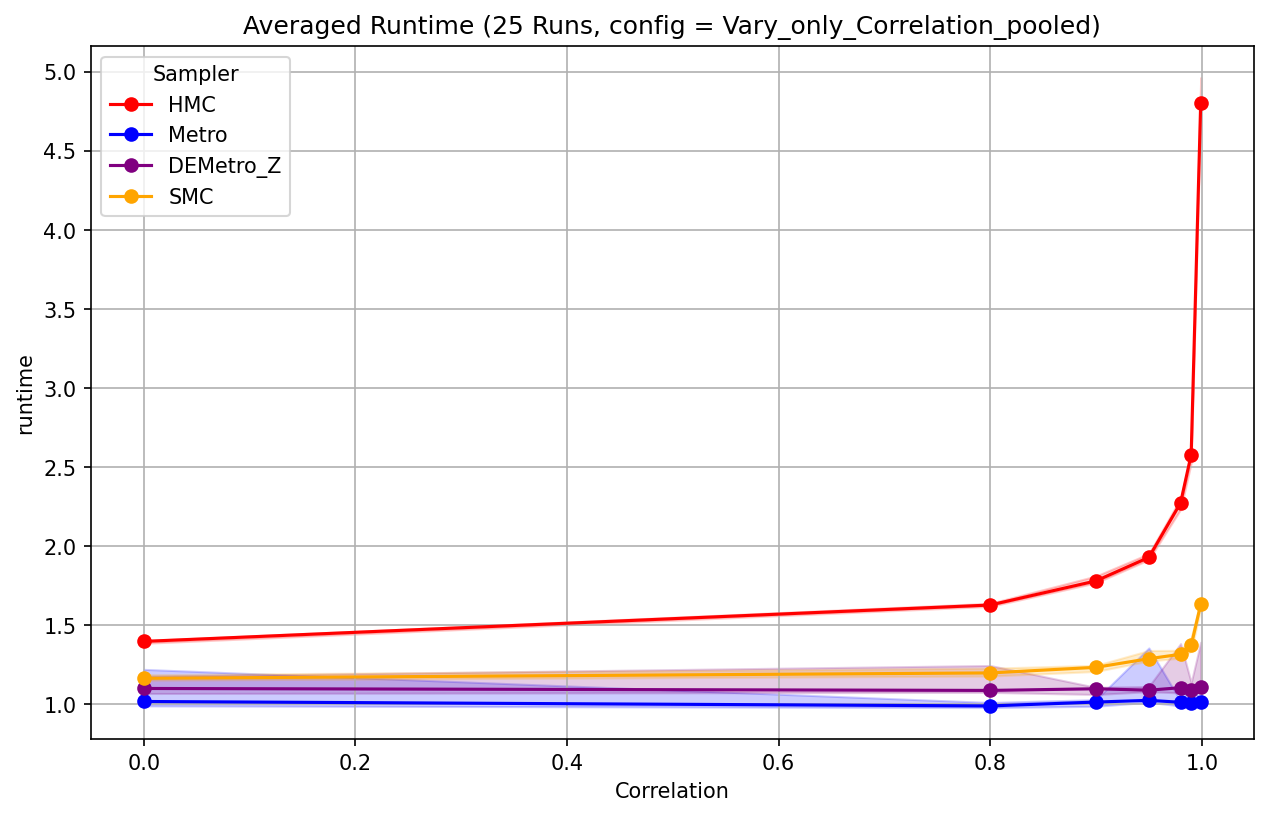 Averaged Runtime (25 Runs, config = Vary_only_Correlation_pooled)
Sampler
HMC
Metro
DEMetro_Z
SMC
5.0
4.5
4.0
3.5
3.0
2.5
2.0
1.5
1.0
runtime
0.0 0.2 0.4 0.6 0.8 1.0
Correlation